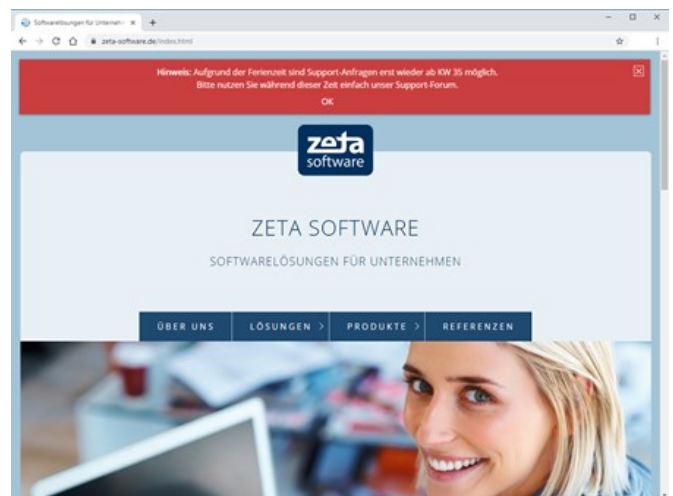 Softwarelösungen für Unterneh
zeta-software.de/index.html
Hinweis: Aufgrund der Ferienzeit sind Support-Anfragen erst wieder ab KW 35 möglich.
Bitte nutzen Sie während dieser Zeit einfach unser Support-Forum.
OK
zeta
software
ZETA SOFTWARE
SOFTWARELÖSUNGEN FÜR UNTERNEHMEN
ÜBER UNS LÖSUNGEN > PRODUKTE > REFERENZEN